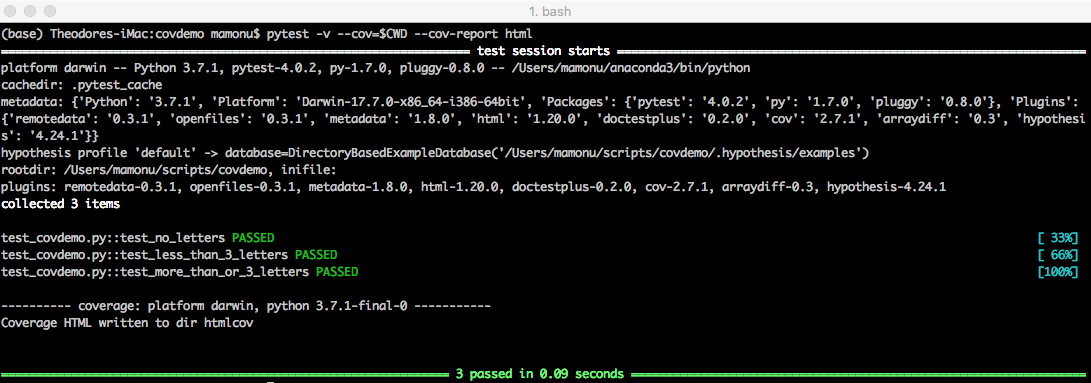 1. bash
(base) Theodores-iMac:covdemo mamonu$ pytest -v --cov=$CWD --cov-report html
test session starts
platform darwin -- Python 3.7.1, pytest-4.0.2, py-1.7.0, pluggy-0.8.0 -- /Users/mamonu/anaconda3/bin/python
cachedir: .pytest_cache
metadata: {'Python': '3.7.1', 'Platform': 'Darwin-17.7.0-x86_64-i386-64bit', 'Packages': {'pytest': '4.0.2', 'py': '1.7.0', 'pluggy': '0.8.0'}, 'Plugins':
{'remotedata': '0.3.1', 'openfiles': '0.3.1', 'metadata': '1.8.0', 'html': '1.20.0', 'doctestplus': '0.2.0', 'cov': '2.7.1', 'arraydiff': '0.3', 'hypothesi
s': '4.24.1'}}
hypothesis profile 'default' -> database=DirectoryBasedExampleDatabase('/Users/mamonu/scripts/covdemo/.hypothesis/examples')
rootdir: /Users/mamonu/scripts/covdemo, inifile:
plugins: remotedata-0.3.1, openfiles-0.3.1, metadata-1.8.0, html-1.20.0, doctestplus-0.2.0, cov-2.7.1, arraydiff-0.3, hypothesis-4.24.1
collected 3 items
test_covdemo.py::test_no_letters PASSED [ 33%]
test_covdemo.py::test_less_than_3_letters PASSED [ 66%]
test_covdemo.py::test_more_than_or_3_letters PASSED [100%]
---------- coverage: platform darwin, python 3.7.1-final-0 -----------
Coverage HTML written to dir htmlcov
3 passed in 0.09 seconds